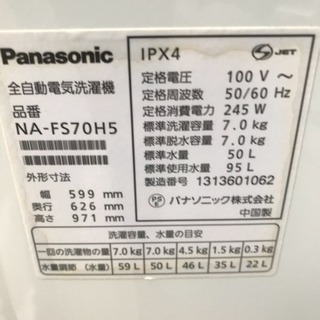 Panasonic
全自動電気洗濯機
品番
NA-FS70H5
外形寸法
幅 599 mm
奥行 626 mm
高さ 971 mm
IPX4
JET
定格電圧 100 V ～
定格周波数 50/60 Hz
定格消費電力 245 W
標準洗濯容量 7.0 kg
標準脱水容量 7.0 kg
標準水量 50 L
標準使用水量 95 L
製造番号 1313601062
PS E パナソニック株式会社
中国製
洗濯容量、水量の目安
一回の洗濯物の量 7.0 kg 7.0 kg 4.5 kg 1.5 kg 0.3 kg
水量調節(水量) 59 L 50 L 46 L 35 L 22 L